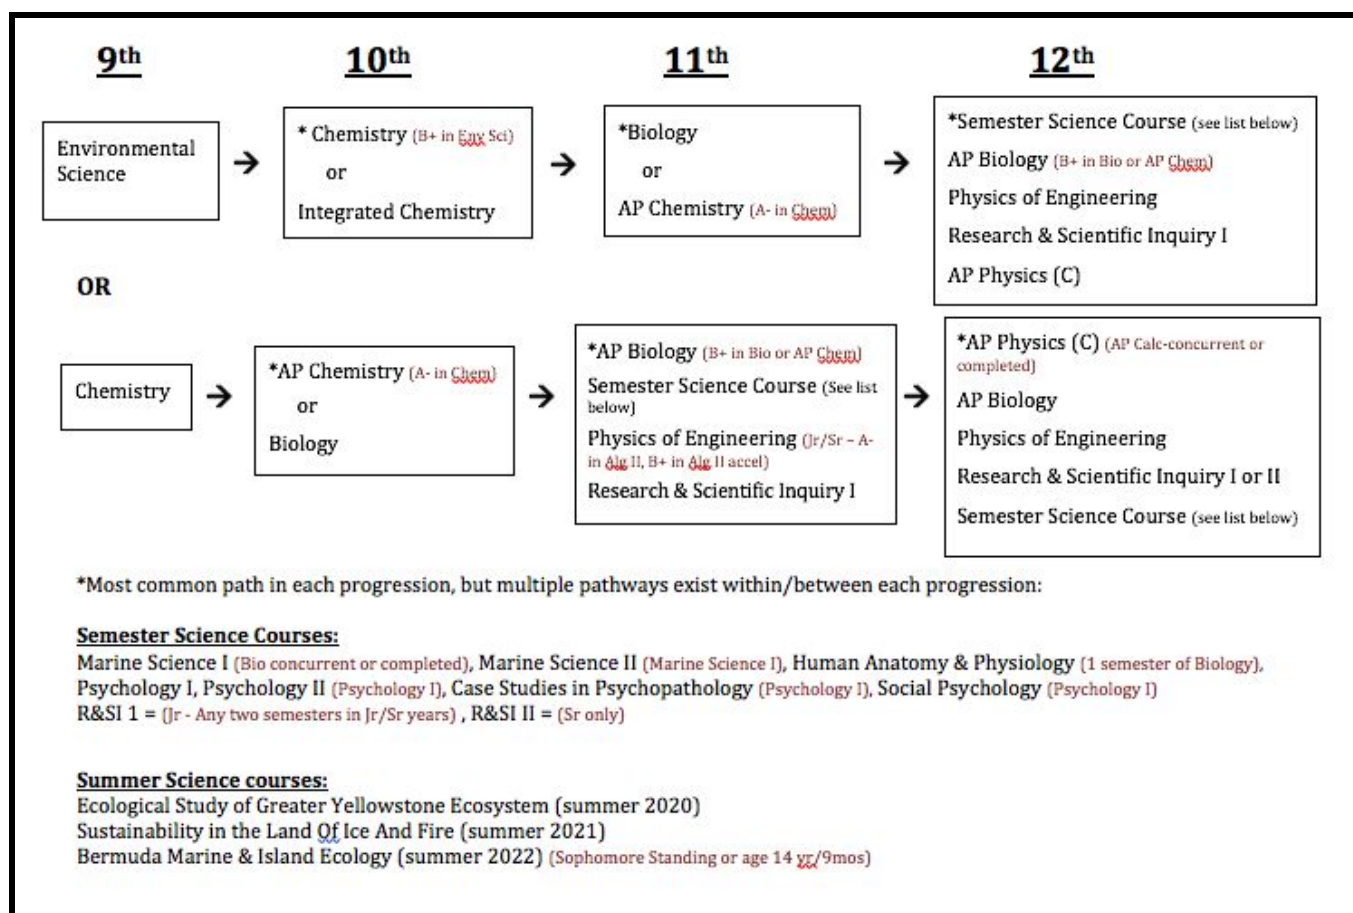 9th
10th
11th
12th
Environmental
Science
* Chemistry (B+ in Env Sci)
or
Integrated Chemistry
*Biology
or
AP Chemistry (A- in Chem)
*Semester Science Course (see list below)
AP Biology (B+ in Bio or AP Chem)
Physics of Engineering
Research & Scientific Inquiry I
AP Physics (C)
OR
Chemistry
*AP Chemistry (A- in Chem)
or
Biology
*AP Biology (B+ in Bio or AP Chem)
Semester Science Course (See list
below)
Physics of Engineering (Jr/Sr – A-
in Alg II, B+ in Alg II accel)
Research & Scientific Inquiry I
*AP Physics (C) (AP Calc-concurrent or
completed)
AP Biology
Physics of Engineering
Research & Scientific Inquiry I or II
Semester Science Course (see list below)
*Most common path in each progression, but multiple pathways exist within/between each progression:
Semester Science Courses:
Marine Science I (Bio concurrent or completed), Marine Science II (Marine Science I), Human Anatomy & Physiology (1 semester of Biology),
Psychology I, Psychology II (Psychology I), Case Studies in Psychopathology (Psychology I), Social Psychology (Psychology I)
R&SI 1 = (Jr - Any two semesters in Jr/Sr years) , R&SI II = (Sr only)
Summer Science courses:
Ecological Study of Greater Yellowstone Ecosystem (summer 2020)
Sustainability in the Land Of Ice And Fire (summer 2021)
Bermuda Marine & Island Ecology (summer 2022) (Sophomore Standing or age 14 yr/9mos)